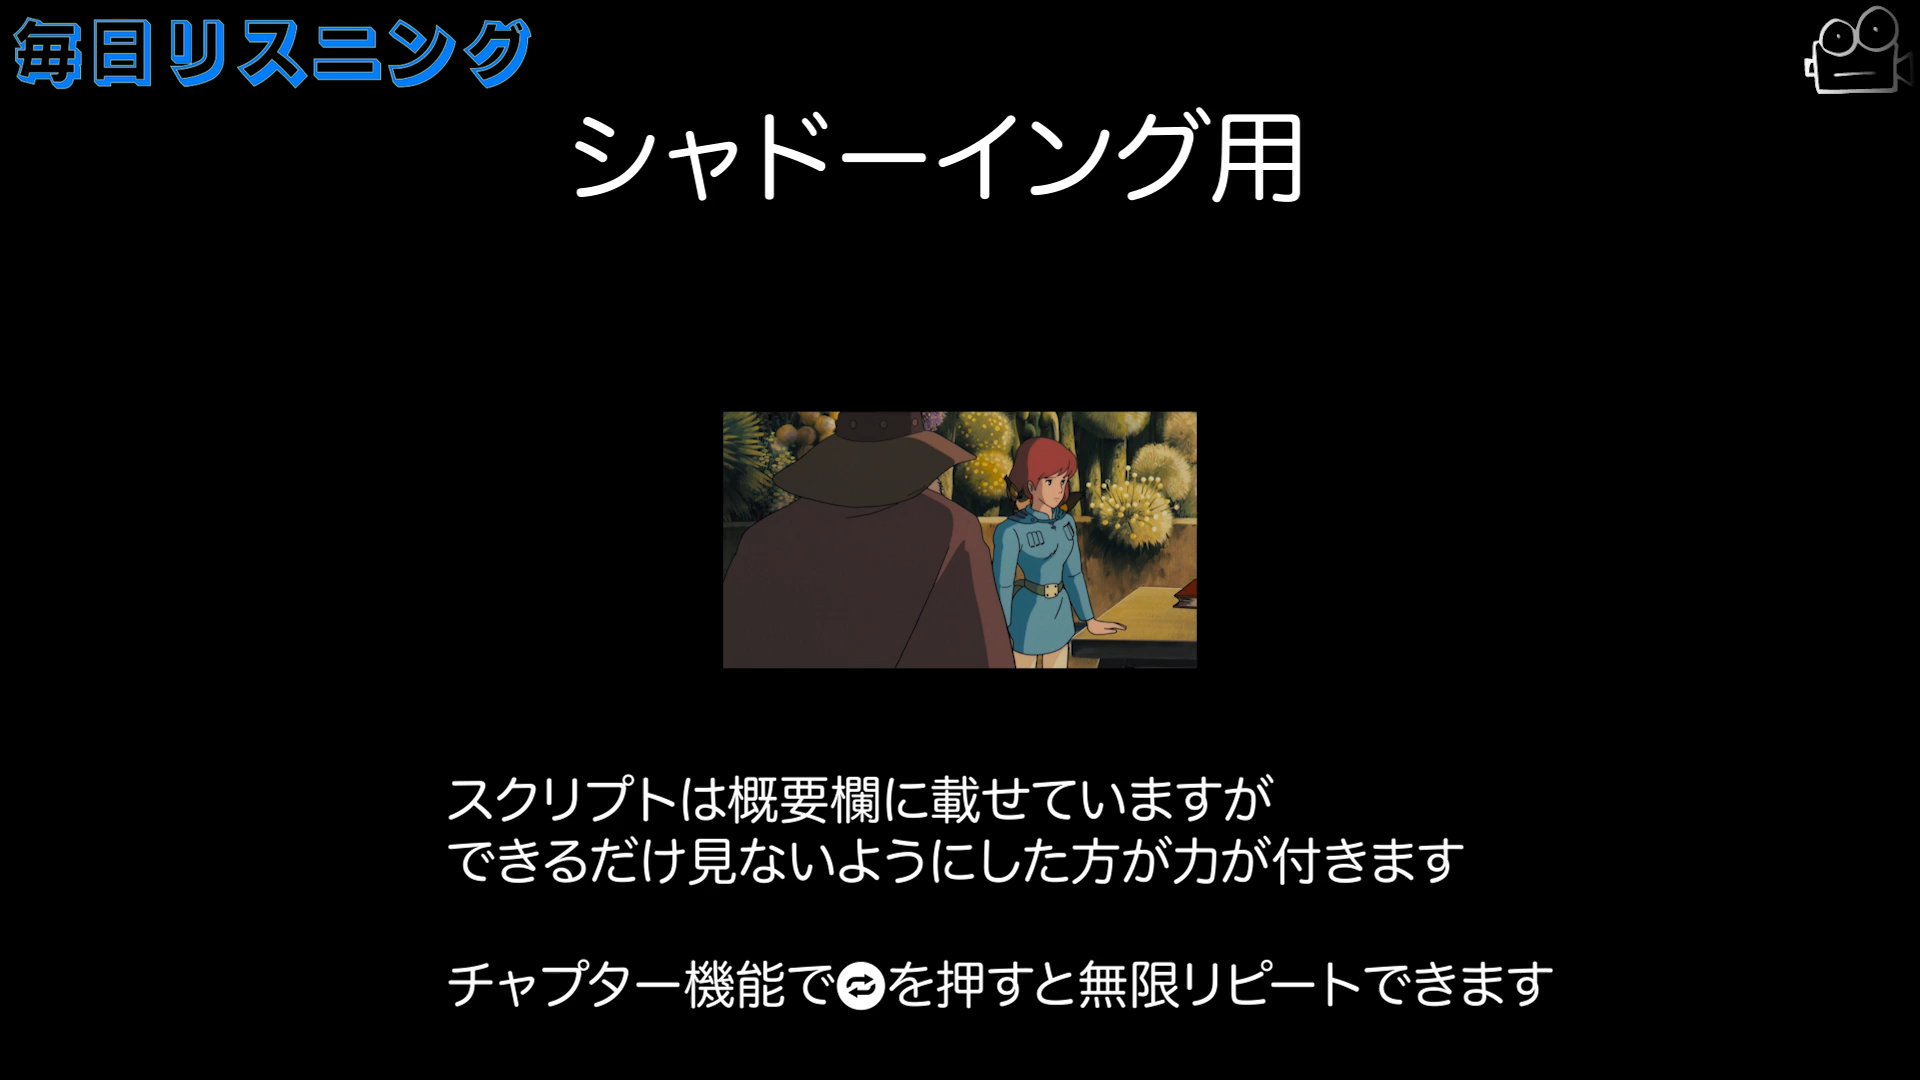 毎日リスニング
シャドーイング用
スクリプトは概要欄に載せていますが
できるだけ見ないようにした方が力が付きます
チャプター機能で🔁を押すと無限リピートできます